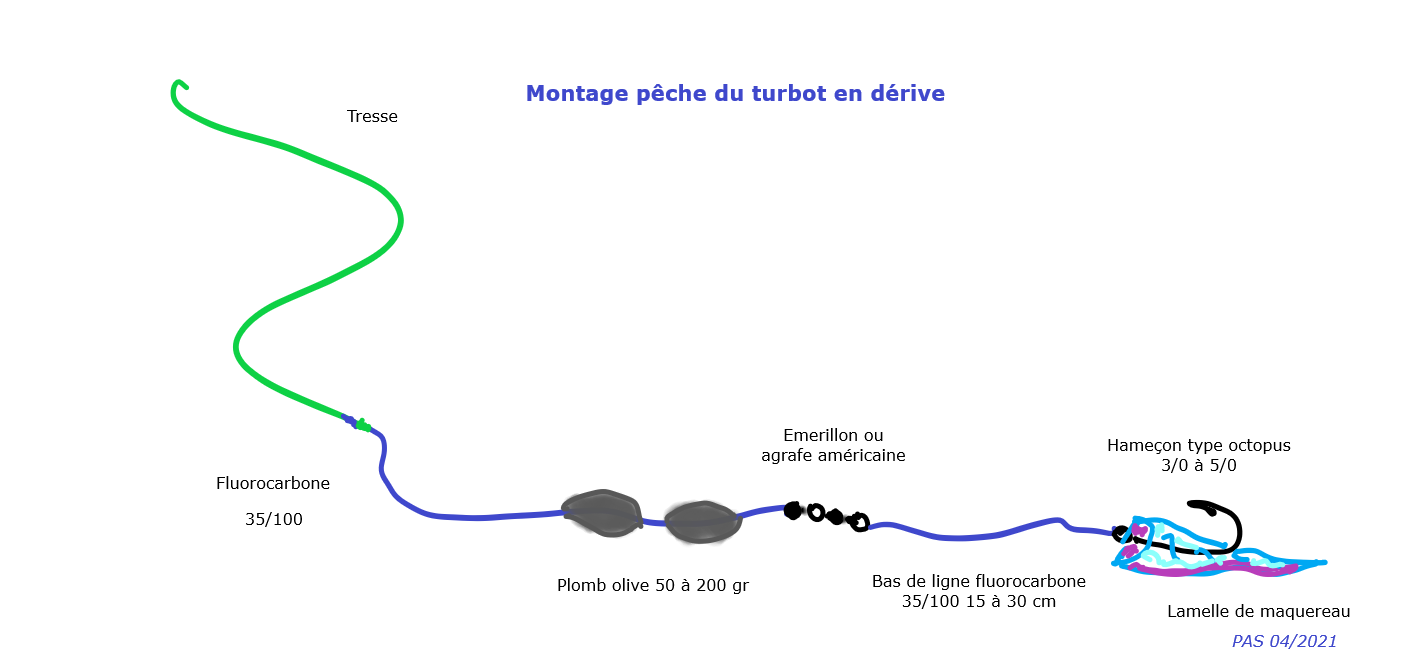 Montage pêche du turbot en dérive
Tresse
Fluorocarbone
35/100
Emerillon ou
agrafe américaine
Hameçon type octopus
3/0 à 5/0
Plomb olive 50 à 200 gr
Bas de ligne fluorocarbone
35/100 15 à 30 cm
Lamelle de maquereau
PAS 04/2021